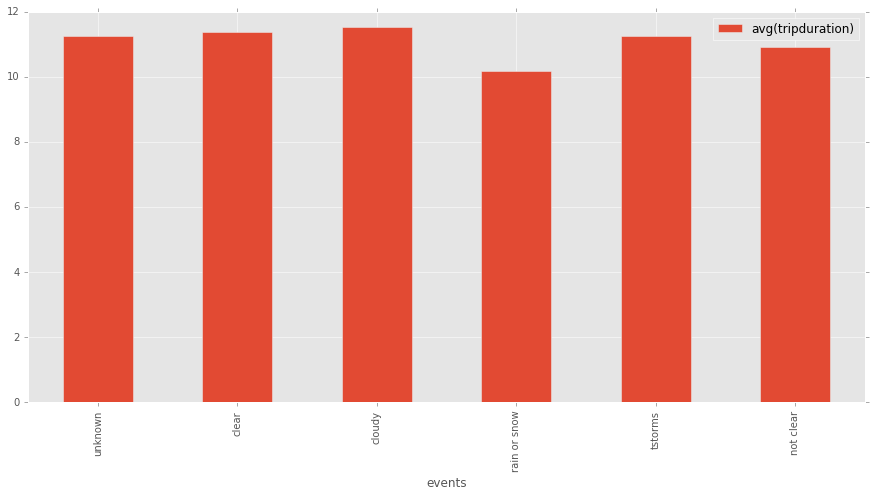 avg(tripduration)
12
10
8
6
4
2
0
unknown
clear
cloudy
rain or snow
tstorms
not clear
events